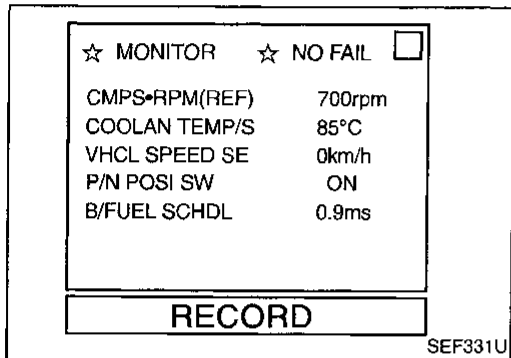 ☆ MONITOR ☆ NO FAIL
CMPS•RPM(REF) 700rpm
COOLAN TEMP/S 85°C
VHCL SPEED SE 0km/h
P/N POSI SW ON
B/FUEL SCHDL 0.9ms
RECORD
SEF331U